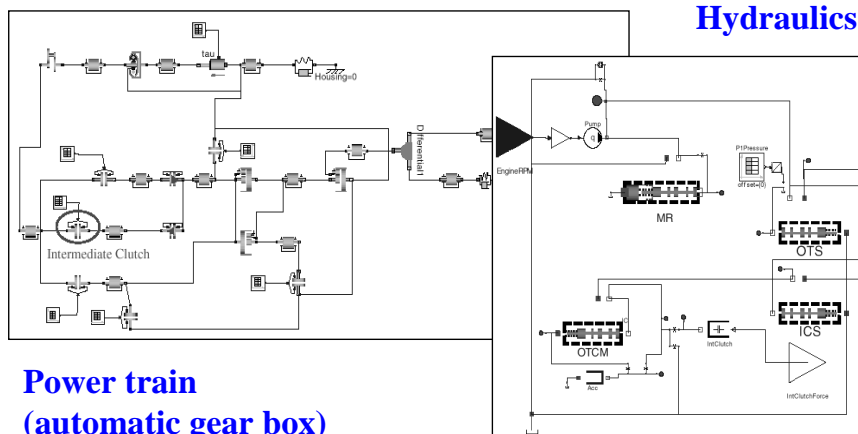 Hydraulics
tau
Housing=0
Differential1
Intermediate Clutch
Pump
EngineRPM
P1Pressure
offset={0}
MR
OTS
ICS
OTCM
IntClutch
Acc
IntClutchForce
Power train
(automatic gear box)